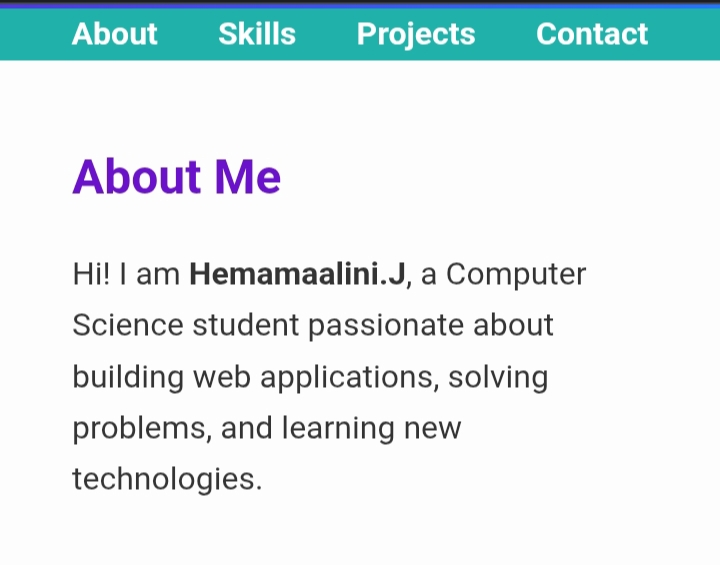 About Skills Projects Contact
About Me
Hi! I am Hemamaalini.J, a Computer
Science student passionate about
building web applications, solving
problems, and learning new
technologies.